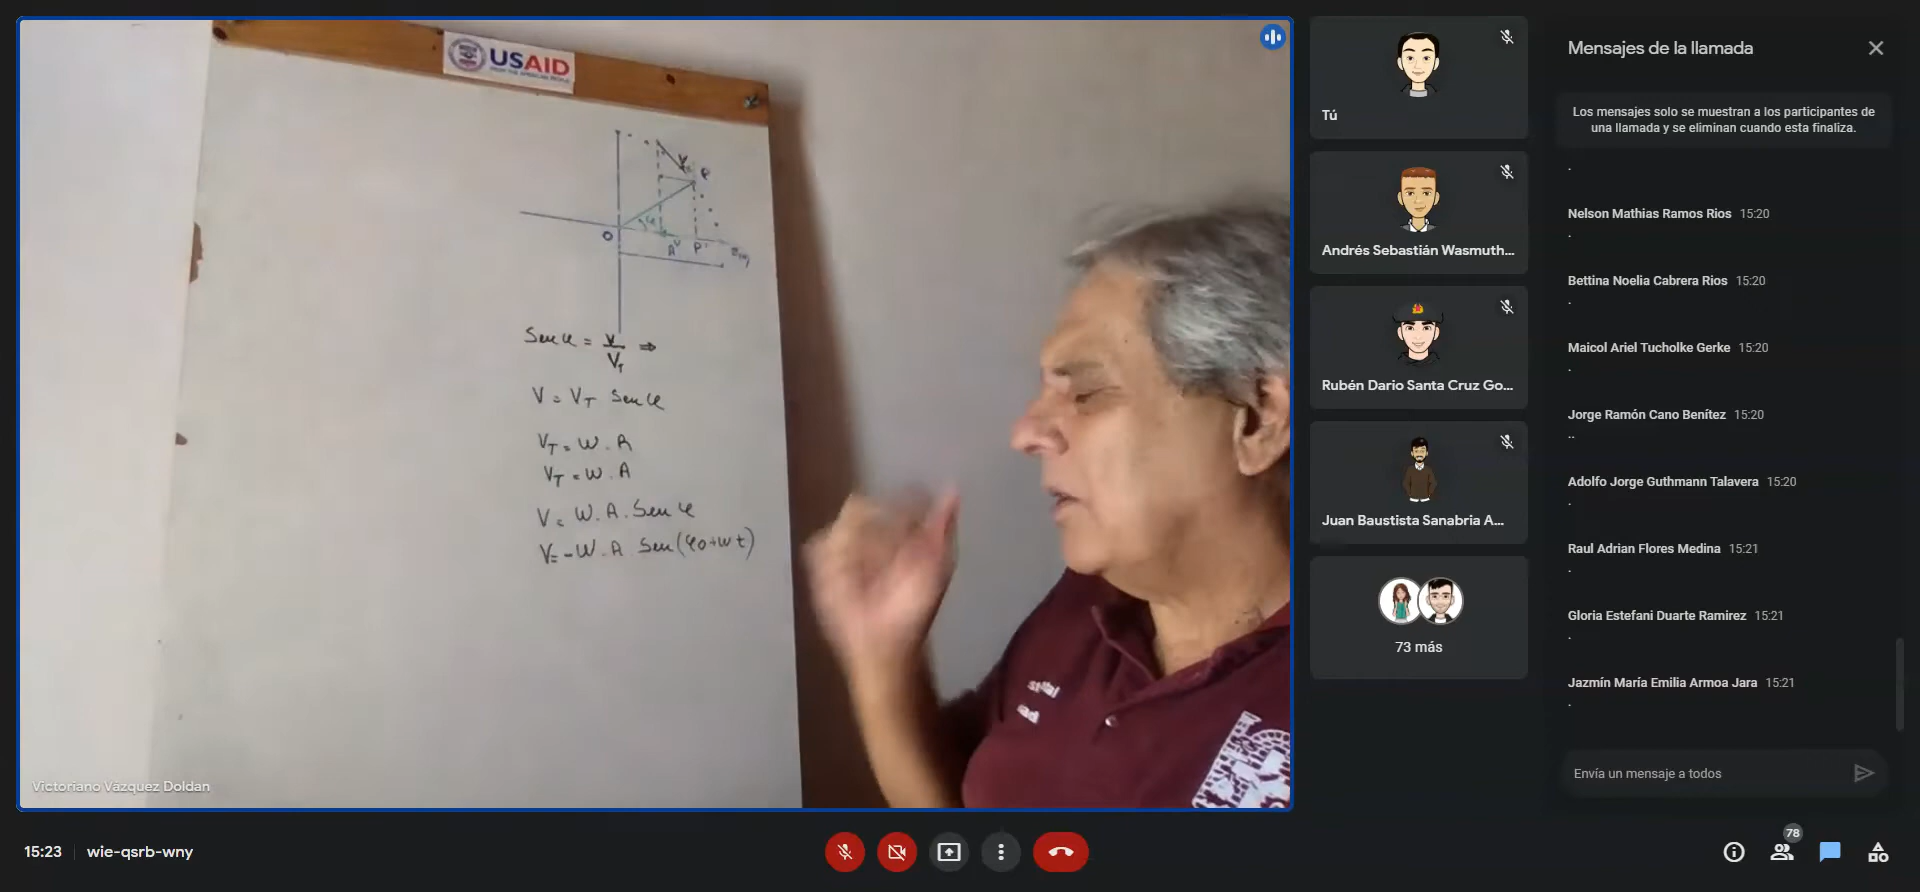 USAID
FROM THE AMERICAN PEOPLE
V
P
φ
O
A
V
P'
Sen φ = V / V_T ⇒
V = V_T Sen φ
V_T = W . R
V_T = W . A
V = W . A . Sen φ
V = - W . A Sen (φ0 + W t)
Victoriano Vázquez Doldan
15:23
wie-qsrb-wny
Tú
Andrés Sebastián Wasmuth...
Rubén Dario Santa Cruz Go...
Juan Baustista Sanabria A...
73 más
Mensajes de la llamada
Los mensajes solo se muestran a los participantes de
una llamada y se eliminan cuando esta finaliza.
.
Nelson Mathias Ramos Rios 15:20
.
Bettina Noelia Cabrera Rios 15:20
.
Maicol Ariel Tucholke Gerke 15:20
.
Jorge Ramón Cano Benítez 15:20
..
Adolfo Jorge Guthmann Talavera 15:20
.
Raul Adrian Flores Medina 15:21
.
Gloria Estefani Duarte Ramirez 15:21
.
Jazmín María Emilia Armoa Jara 15:21
.
Envía un mensaje a todos
78